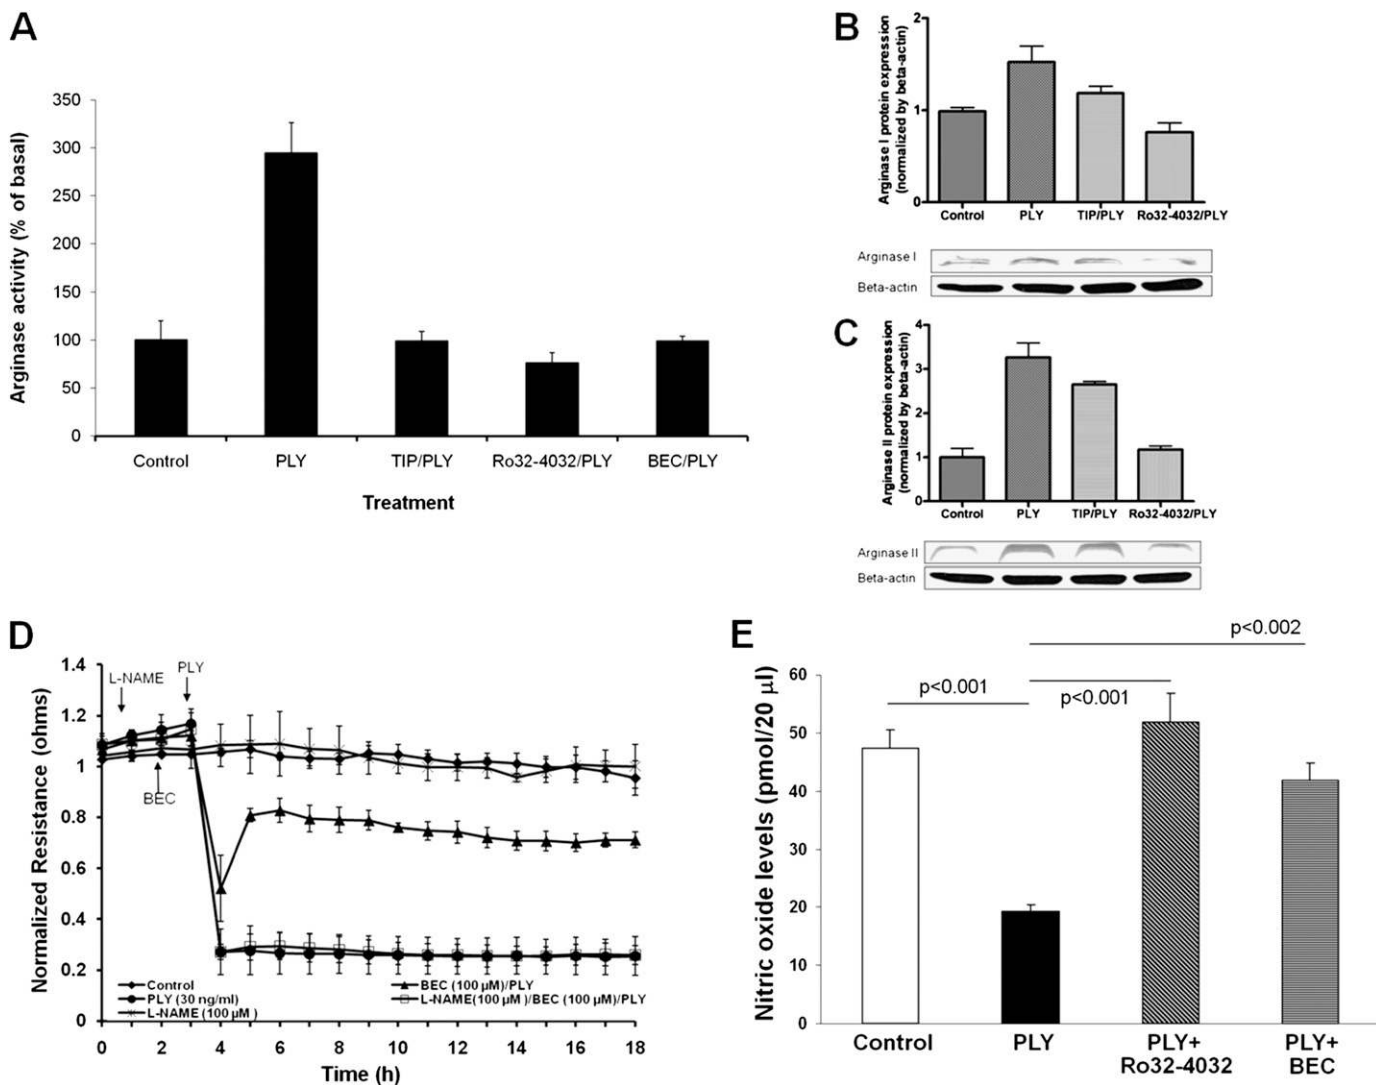 A
350
300
250
200
150
100
50
0
Arginase activity (% of basal)
Control PLY TIP/PLY Ro32-4032/PLY BEC/PLY
Treatment
B
2
1
0
Arginase I protein expression
(normalized by beta-actin)
Control PLY TIP/PLY Ro32-4032/PLY
Arginase I
Beta-actin
C
4
3
2
1
0
Arginase II protein expression
(normalized by beta-actin)
Control PLY TIP/PLY Ro32-4032/PLY
Arginase II
Beta-actin
D
1.4
1.2
1
0.8
0.6
0.4
0.2
0
Normalized Resistance (ohms)
L-NAME
PLY
BEC
Control
PLY (30 ng/ml)
L-NAME (100 µM )
BEC (100 µM)/PLY
L-NAME(100 µM )/BEC (100 µM)/PLY
0 2 4 6 8 10 12 14 16 18
Time (h)
E
p<0.002
p<0.001
p<0.001
60
50
40
30
20
10
0
Nitric oxide levels (pmol/20 µl)
Control PLY PLY+ PLY+
Ro32-4032 BEC